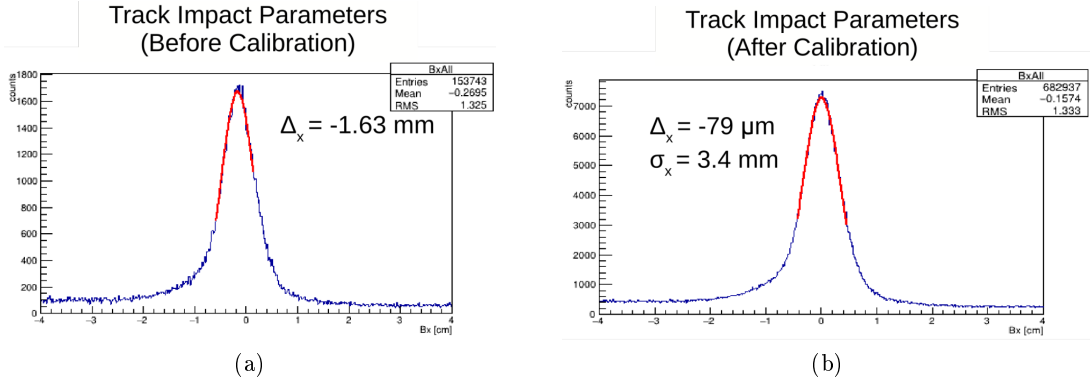 Track Impact Parameters
(Before Calibration)
counts
1800
1600
1400
1200
1000
800
600
400
200
0
BxAll
Entries 153743
Mean −0.2695
RMS 1.325
Δx = -1.63 mm
−4 −3 −2 −1 0 1 2 3 4
Bx [cm]
(a)
Track Impact Parameters
(After Calibration)
counts
7000
6000
5000
4000
3000
2000
1000
0
BxAll
Entries 682937
Mean −0.1574
RMS 1.333
Δx = -79 μm
σx = 3.4 mm
−4 −3 −2 −1 0 1 2 3 4
Bx [cm]
(b)